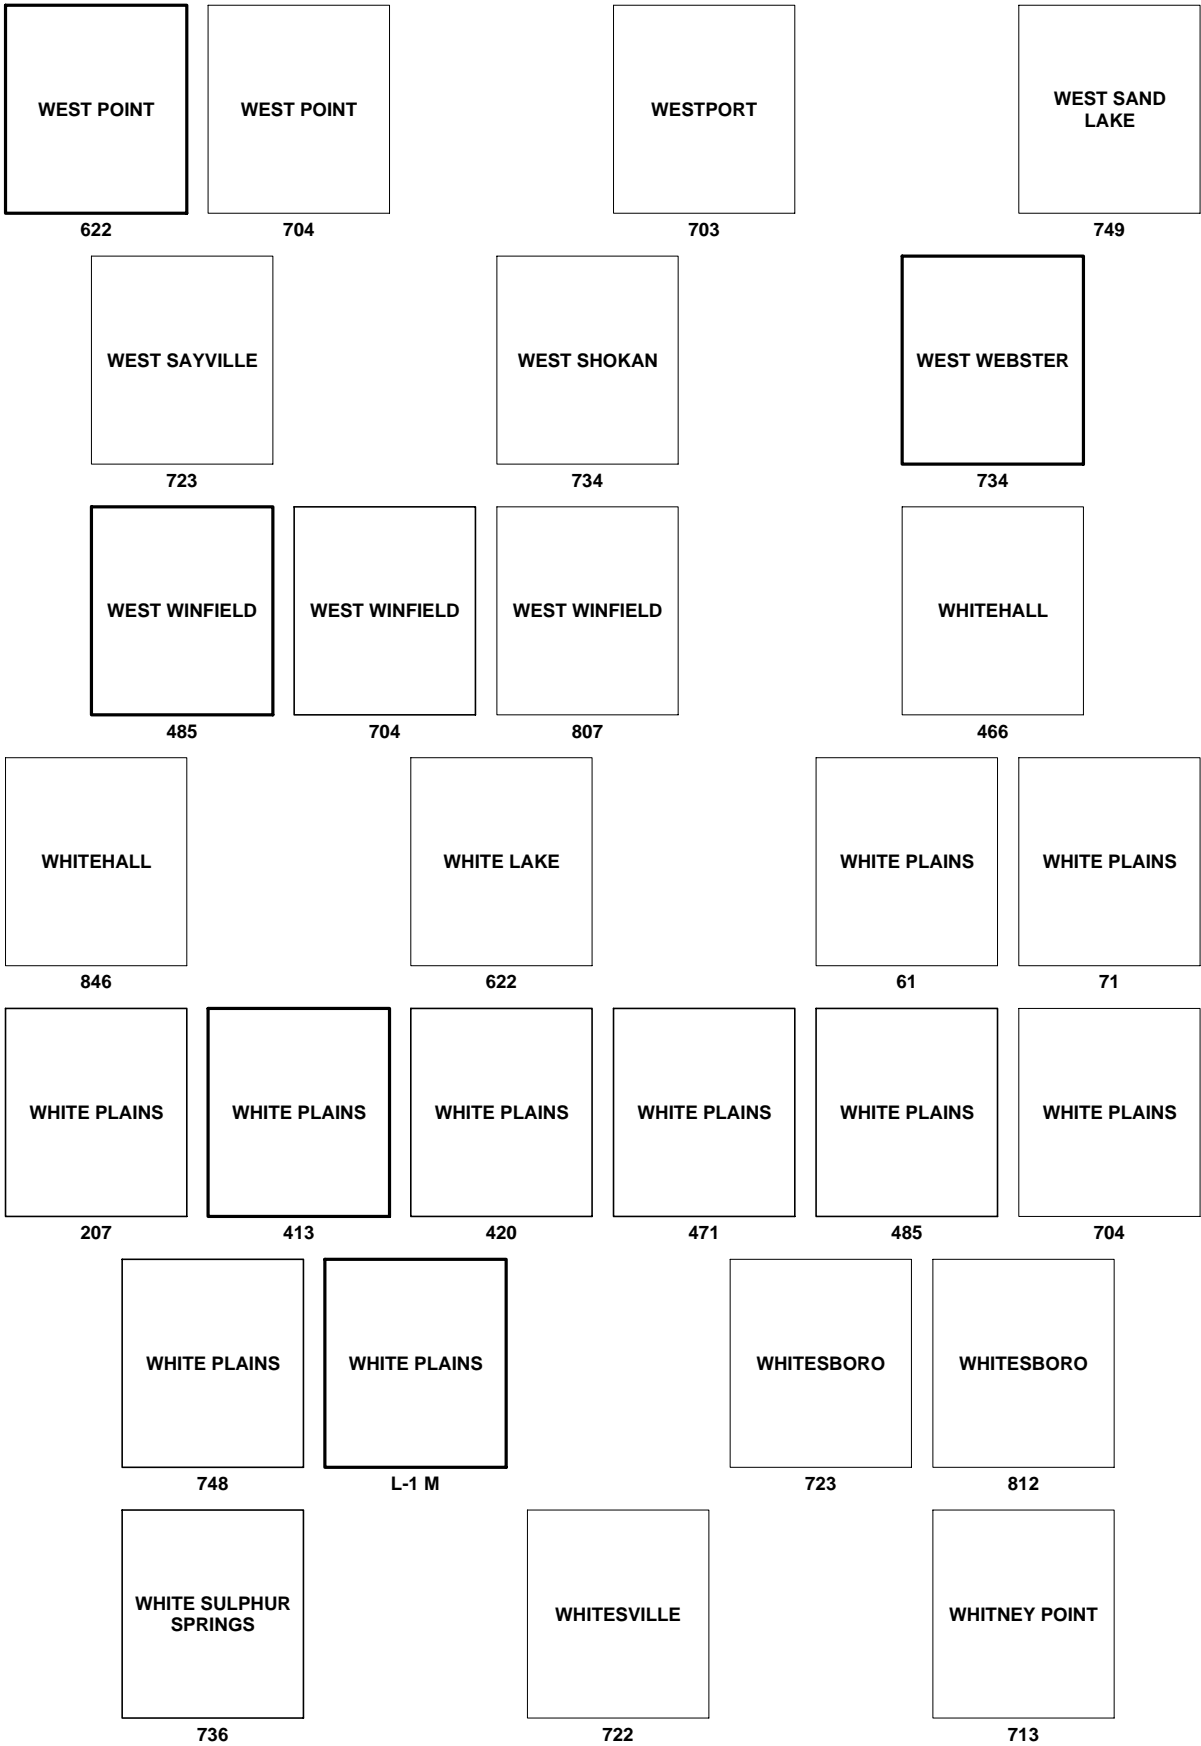 WEST POINT
622
WEST POINT
704
WESTPORT
703
WEST SAND
LAKE
749
WEST SAYVILLE
723
WEST SHOKAN
734
WEST WEBSTER
734
WEST WINFIELD
485
WEST WINFIELD
704
WEST WINFIELD
807
WHITEHALL
466
WHITEHALL
846
WHITE LAKE
622
WHITE PLAINS
61
WHITE PLAINS
71
WHITE PLAINS
207
WHITE PLAINS
413
WHITE PLAINS
420
WHITE PLAINS
471
WHITE PLAINS
485
WHITE PLAINS
704
WHITE PLAINS
748
WHITE PLAINS
L-1 M
WHITESBORO
723
WHITESBORO
812
WHITE SULPHUR
SPRINGS
736
WHITESVILLE
722
WHITNEY POINT
713